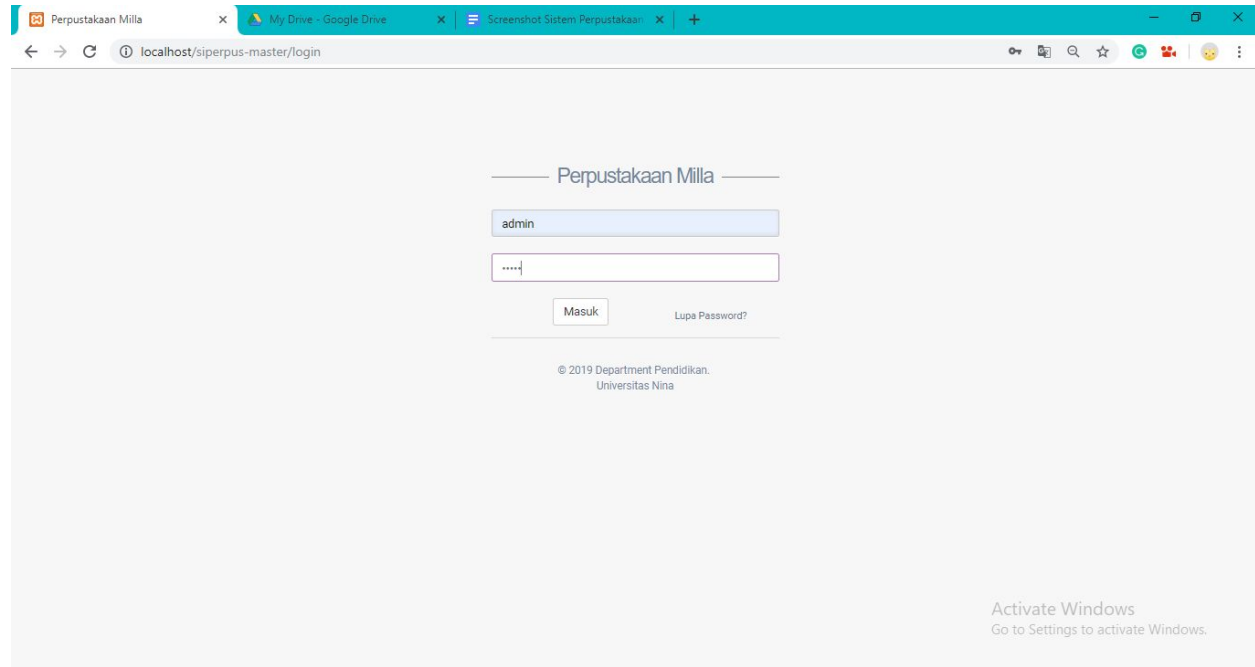 Perpustakaan Milla
My Drive - Google Drive
Screenshot Sistem Perpustakaan
localhost/siperpus-master/login
Perpustakaan Milla
admin
•••••
Masuk
Lupa Password?
© 2019 Department Pendidikan.
Universitas Nina
Activate Windows
Go to Settings to activate Windows.